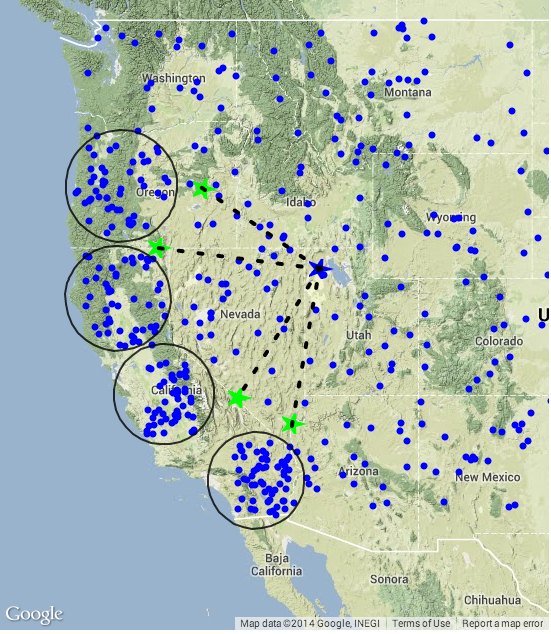 Washington
Montana
Oregon
Idaho
Wyoming
Nevada
U
Utah
Colorado
California
Arizona
New Mexico
Baja
California
Sonora
Chihuahua
Google
Map data ©2014 Google, INEGI Terms of Use Report a map error